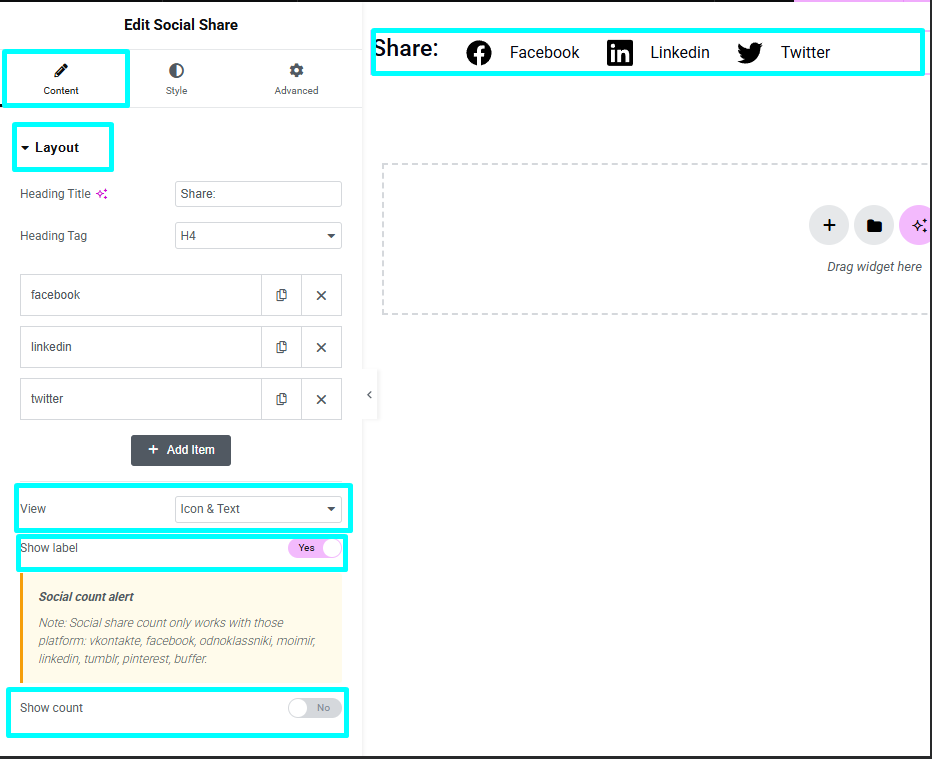 Edit Social Share
Content
Style
Advanced
Layout
Heading Title
Share:
Heading Tag
H4
facebook
linkedin
twitter
Add Item
View
Icon & Text
Show label
Yes
Social count alert
Note: Social share count only works with those
platform: vkontakte, facebook, odnoklassniki, moimir,
linkedin, tumblr, pinterest, buffer.
Show count
No
Share:
Facebook
Linkedin
Twitter
Drag widget here